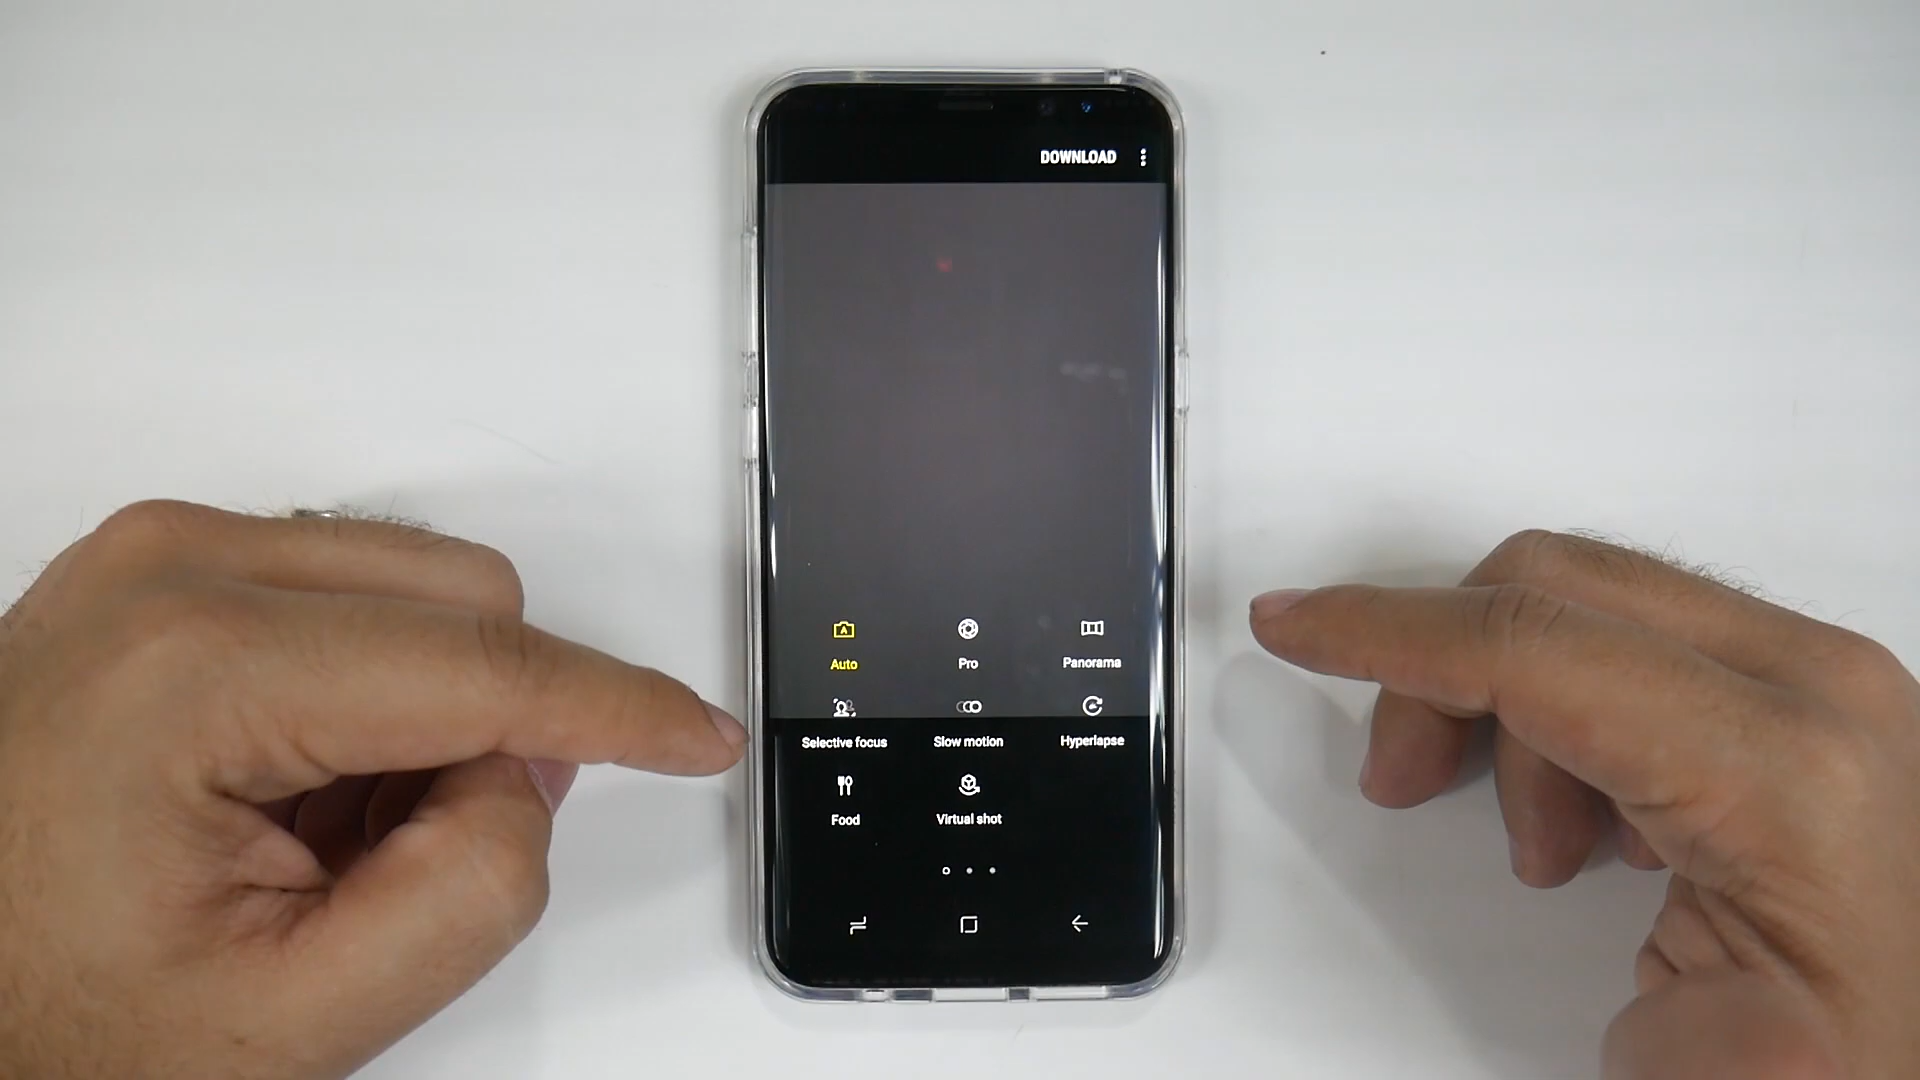 DOWNLOAD
Auto
Pro
Panorama
Selective focus
Slow motion
Hyperlapse
Food
Virtual shot